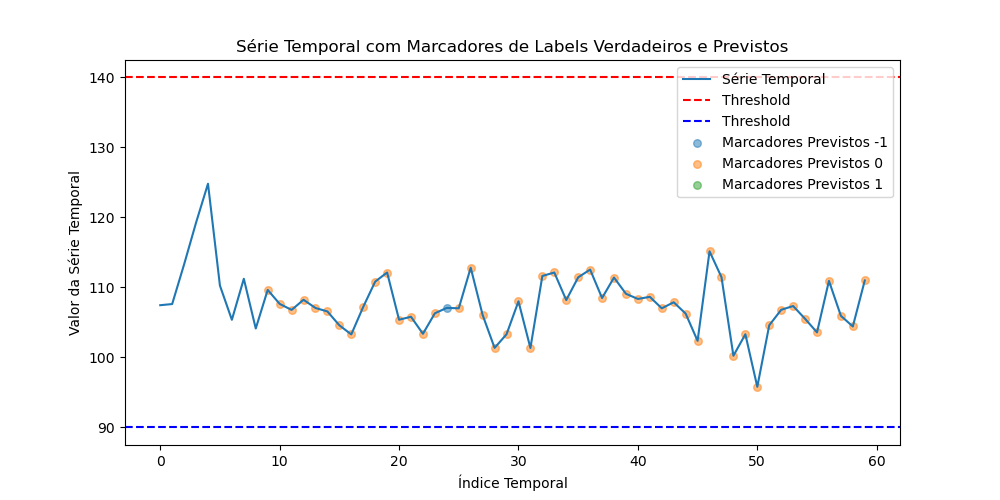 Série Temporal com Marcadores de Labels Verdadeiros e Previstos
Valor da Série Temporal
140
130
120
110
100
90
Série Temporal
Threshold
Threshold
Marcadores Previstos -1
Marcadores Previstos 0
Marcadores Previstos 1
0 10 20 30 40 50 60
Índice Temporal